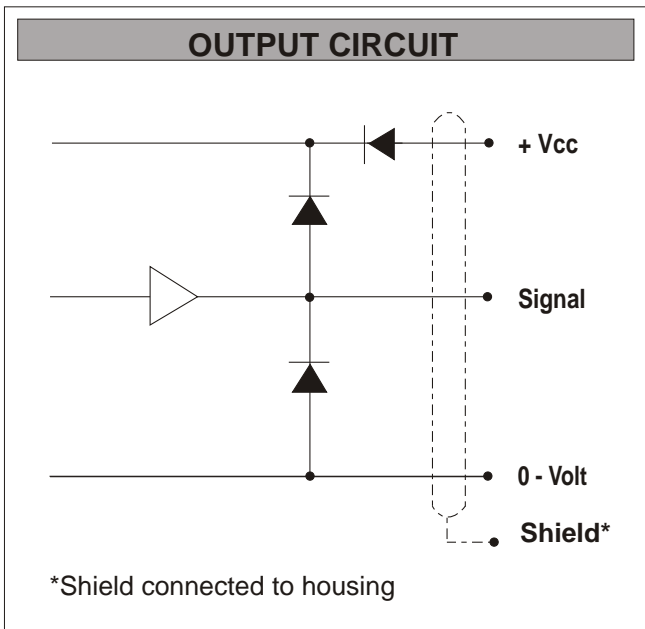 OUTPUT CIRCUIT
+ Vcc
Signal
0 - Volt
Shield*
*Shield connected to housing